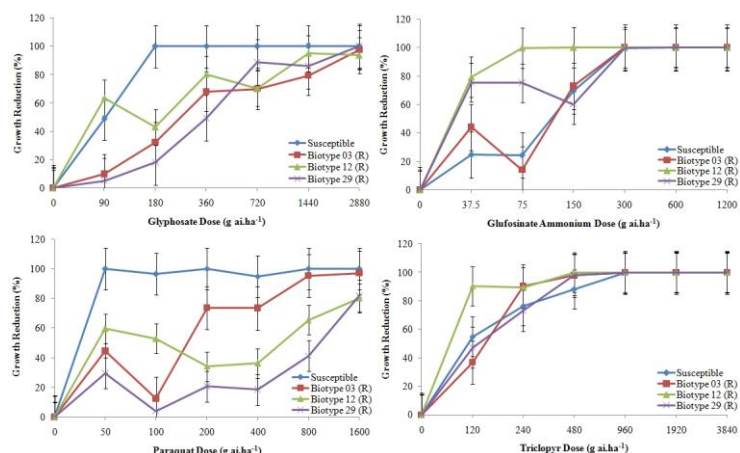 Growth Reduction (%)
120
100
80
60
40
20
0
0 90 180 360 720 1440 2880
Glyphosate Dose (g ai.ha-1)
Susceptible
Biotype 03 (R)
Biotype 12 (R)
Biotype 29 (R)
Growth Reduction (%)
120
100
80
60
40
20
0
0 37.5 75 150 300 600 1200
Glufosinate Ammonium Dose (g ai.ha-1)
Susceptible
Biotype 03 (R)
Biotype 12 (R)
Biotype 29 (R)
Growth Reduction (%)
120
100
80
60
40
20
0
0 50 100 200 400 800 1600
Paraquat Dose (g ai.ha-1)
Susceptible
Biotype 03 (R)
Biotype 12 (R)
Biotype 29 (R)
Growth Reduction (%)
120
100
80
60
40
20
0
0 120 240 480 960 1920 3840
Triclopyr Dose (g ai.ha-1)
Susceptible
Biotype 03 (R)
Biotype 12 (R)
Biotype 29 (R)